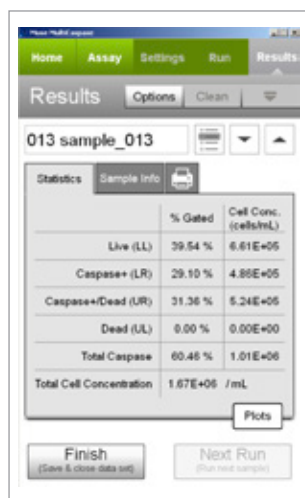 Muse MultiCaspase
Home Assay Settings Run Results
Results Options Clean
013 sample_013
Statistics Sample Info
% Gated Cell Conc. (cells/mL)
Live (LL) 39.54 % 6.61E+05
Caspase+ (LR) 29.10 % 4.86E+05
Caspase+/Dead (UR) 31.36 % 5.24E+05
Dead (UL) 0.00 % 0.00E+00
Total Caspase 60.46 % 1.01E+06
Total Cell Concentration 1.67E+06 /mL
Plots
Finish Next Run
(Save & close data set) (Run next sample)